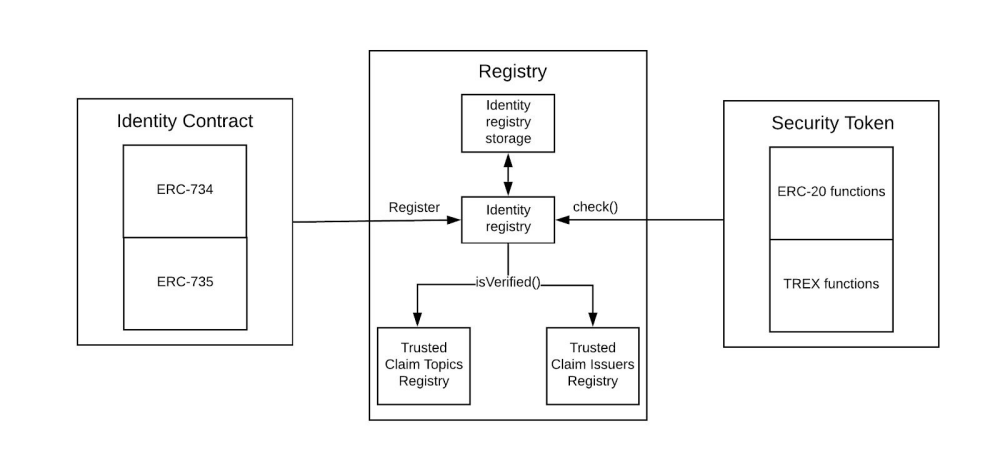 Registry
Identity Contract
Security Token
Identity
registry
storage
ERC-734
ERC-735
Register
Identity
registry
check()
ERC-20 functions
TREX functions
isVerified()
Trusted
Claim Topics
Registry
Trusted
Claim Issuers
Registry